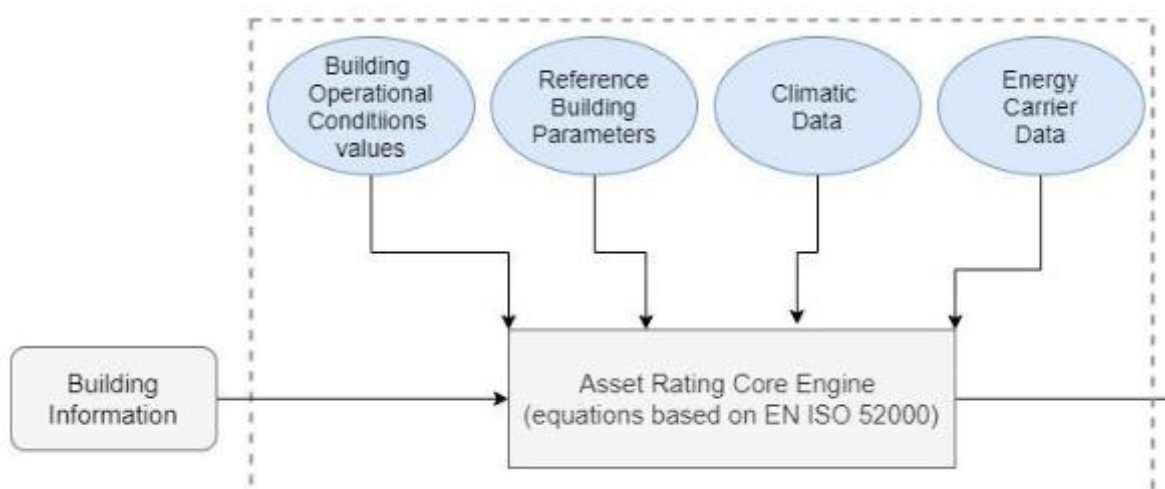 Building
Operational
Conditiions
values
Reference
Building
Parameters
Climatic
Data
Energy
Carrier
Data
Building
Information
Asset Rating Core Engine
(equations based on EN ISO 52000)